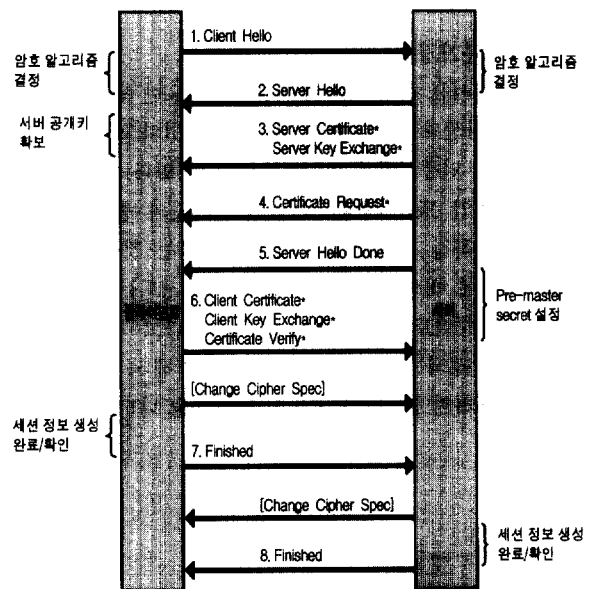 1. Client Hello
암호 알고리즘
결정
암호 알고리즘
결정
2. Server Hello
서버 공개키
확보
3. Server Certificate*
Server Key Exchange*
4. Certificate Request*
5. Server Hello Done
Pre-master
secret 설정
6. Client Certificate*
Client Key Exchange*
Certificate Verify*
[Change Cipher Spec]
세션 정보 생성
완료/확인
7. Finished
[Change Cipher Spec]
세션 정보 생성
완료/확인
8. Finished